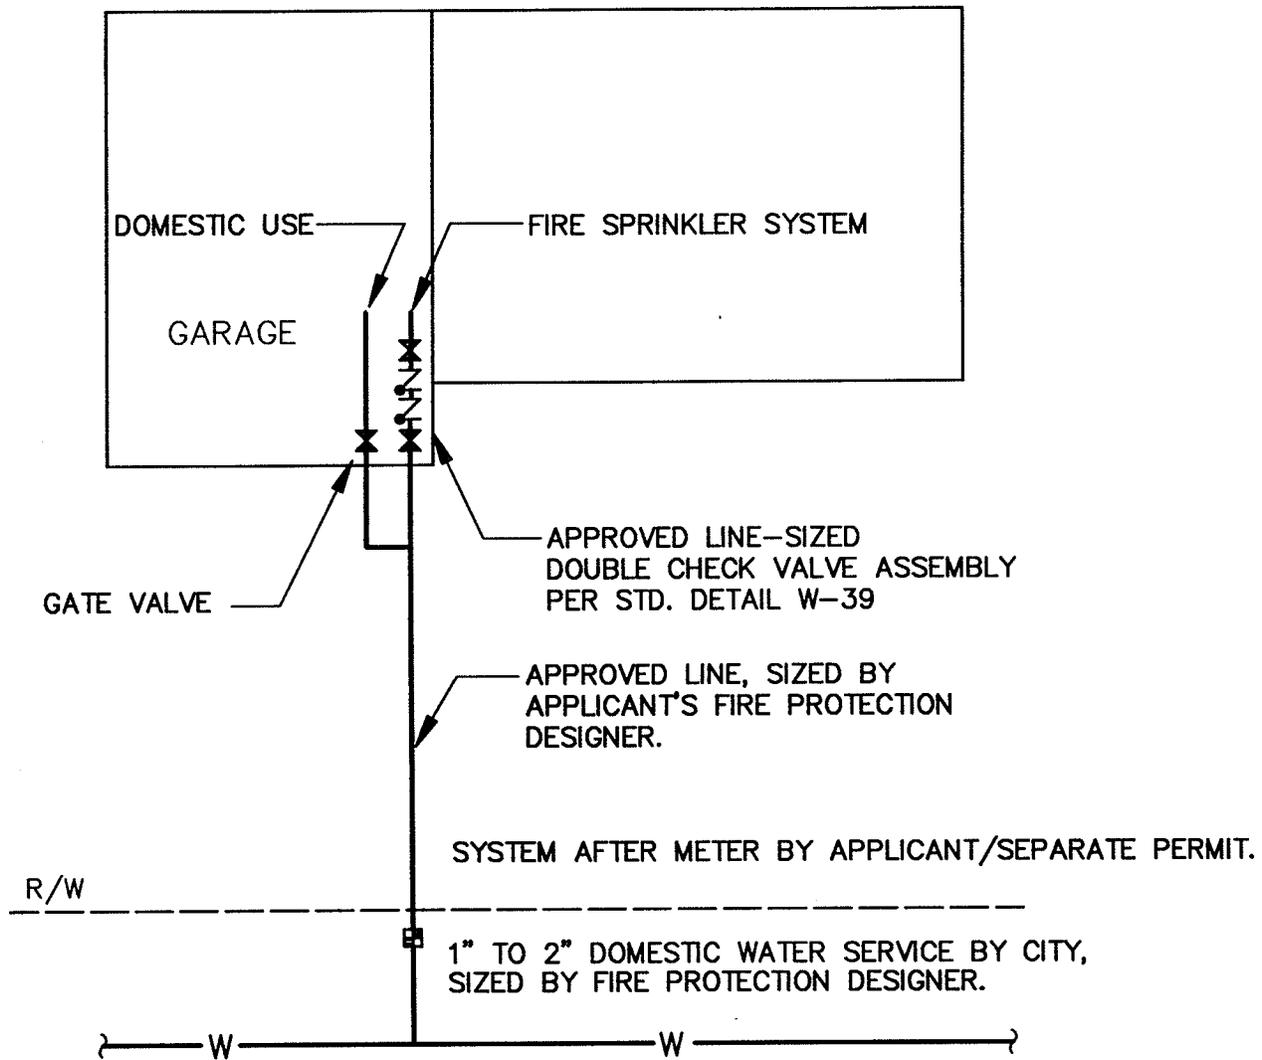 DOMESTIC USE
FIRE SPRINKLER SYSTEM
GARAGE
APPROVED LINE-SIZED
DOUBLE CHECK VALVE ASSEMBLY
PER STD. DETAIL W-39
GATE VALVE
APPROVED LINE, SIZED BY
APPLICANT'S FIRE PROTECTION
DESIGNER.
SYSTEM AFTER METER BY APPLICANT/SEPARATE PERMIT.
R/W
1" TO 2" DOMESTIC WATER SERVICE BY CITY,
SIZED BY FIRE PROTECTION DESIGNER.
W W